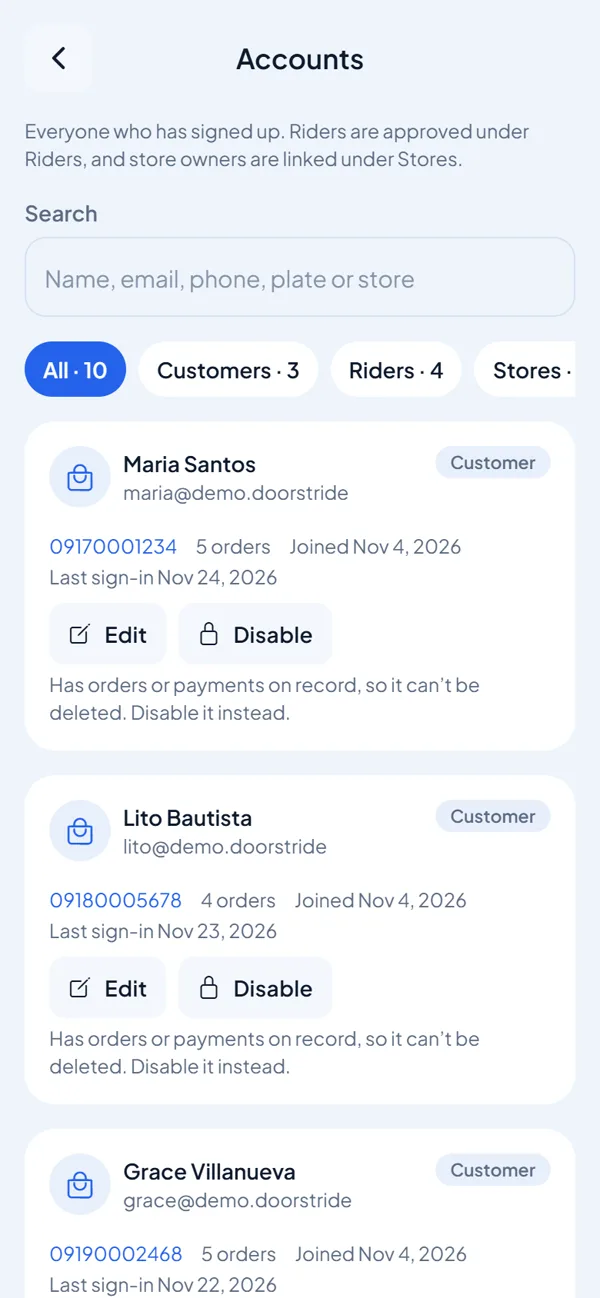 Accounts
Everyone who has signed up. Riders are approved under
Riders, and store owners are linked under Stores.
Search
Name, email, phone, plate or store
All · 10
Customers · 3
Riders · 4
Stores ·
Maria Santos
Customer
maria@demo.doorstride
09170001234 5 orders Joined Nov 4, 2026
Last sign-in Nov 24, 2026
Edit
Disable
Has orders or payments on record, so it can’t be
deleted. Disable it instead.
Lito Bautista
Customer
lito@demo.doorstride
09180005678 4 orders Joined Nov 4, 2026
Last sign-in Nov 23, 2026
Edit
Disable
Has orders or payments on record, so it can’t be
deleted. Disable it instead.
Grace Villanueva
Customer
grace@demo.doorstride
09190002468 5 orders Joined Nov 4, 2026
Last sign-in Nov 22, 2026